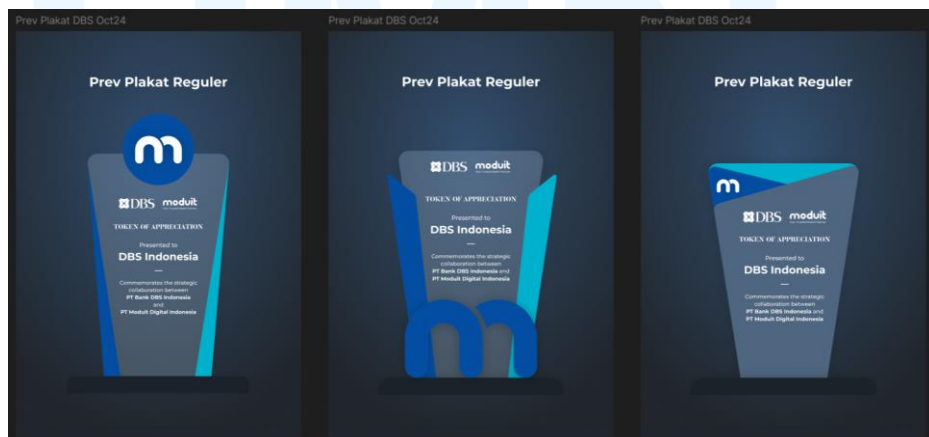 Prev Plakat DBS Oct24
Prev Plakat Reguler
m
DBS moduit
TOKEN OF APPRECIATION
Presented to
DBS Indonesia
Commemorates the strategic
collaboration between
PT Bank DBS Indonesia
and
PT Moduit Digital Indonesia
Prev Plakat DBS Oct24
Prev Plakat Reguler
DBS moduit
TOKEN OF APPRECIATION
Presented to
DBS Indonesia
Commemorates the strategic
collaboration between
PT Bank DBS Indonesia and
PT Moduit Digital Indonesia
m
Prev Plakat DBS Oct24
Prev Plakat Reguler
m
DBS moduit
TOKEN OF APPRECIATION
Presented to
DBS Indonesia
Commemorates the strategic
collaboration between
PT Bank DBS Indonesia and
PT Moduit Digital Indonesia